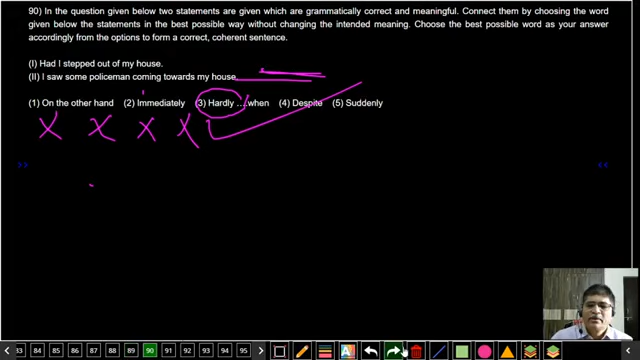 90) In the question given below two statements are given which are grammatically correct and meaningful. Connect them by choosing the word
given below the statements in the best possible way without changing the intended meaning. Choose the best possible word as your answer
accordingly from the options to form a correct, coherent sentence.
(I) Had I stepped out of my house.
(II) I saw some policeman coming towards my house
(1) On the other hand (2) Immediately (3) Hardly ....when (4) Despite (5) Suddenly
X X X X
83 84 85 86 87 88 89 90 91 92 93 94 95